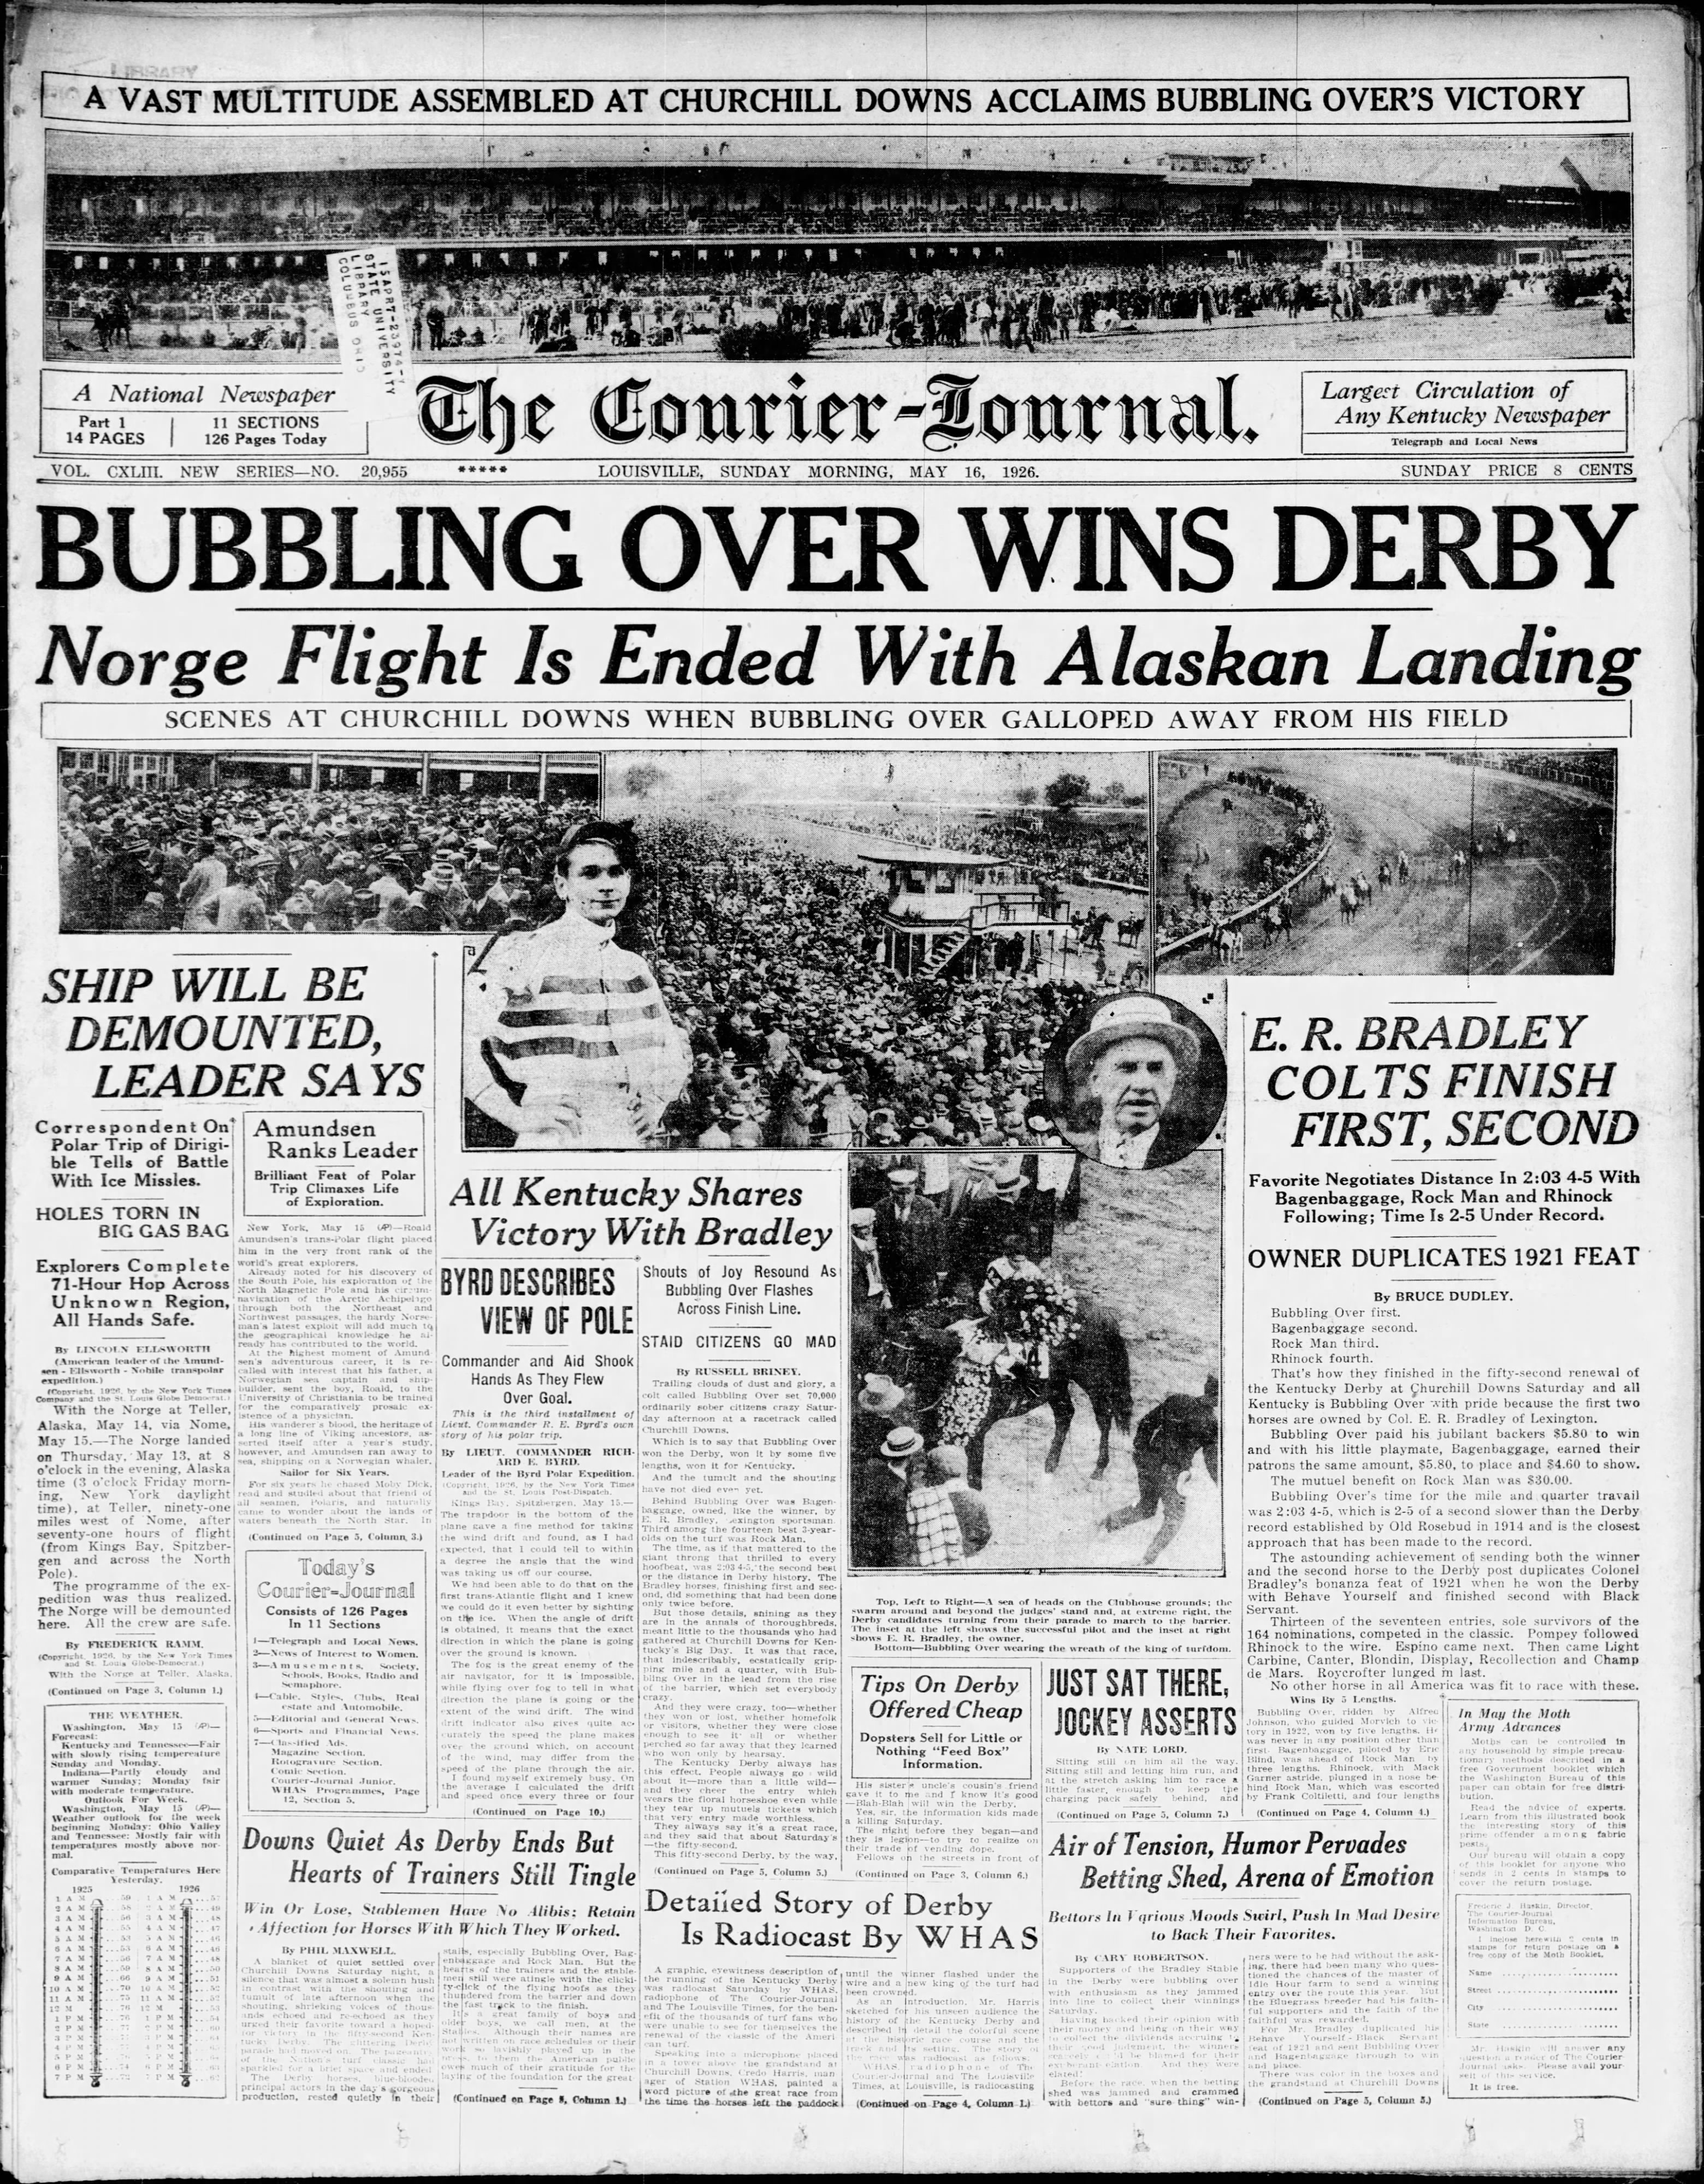 LIBRARY
A VAST MULTITUDE ASSEMBLED AT CHURCHILL DOWNS ACCLAIMS BUBBLING OVER'S VICTORY
STATE UNIVERSITY
LIBRARY
COLUMBUS OHIO
A National Newspaper
Part 1
14 PAGES
11 SECTIONS
126 Pages Today
The Courier-Journal.
Largest Circulation of
Any Kentucky Newspaper
Telegraph and Local News
VOL. CXLIII. NEW SERIES—NO. 20,955
*****
LOUISVILLE, SUNDAY MORNING, MAY 16, 1926.
SUNDAY PRICE 8 CENTS
BUBBLING OVER WINS DERBY
Norge Flight Is Ended With Alaskan Landing
SCENES AT CHURCHILL DOWNS WHEN BUBBLING OVER GALLOPED AWAY FROM HIS FIELD
SHIP WILL BE
DEMOUNTED,
LEADER SAYS
Correspondent On
Polar Trip of Dirigi-
ble Tells of Battle
With Ice Missles.
HOLES TORN IN
BIG GAS BAG
Explorers Complete
71-Hour Hop Across
Unknown Region,
All Hands Safe.
By LINCOLN ELLSWORTH
(American leader of the Amund-
sen - Ellsworth - Nobile transpolar
expedition.)
(Copyright, 1926, by the New York Times
Company and the St. Louis Globe Democrat.)
With the Norge at Teller,
Alaska, May 14, via Nome,
May 15.—The Norge landed
on Thursday, May 13, at 8
o'clock in the evening, Alaska
time (3 o'clock Friday morn-
ing, New York daylight
time), at Teller, ninety-one
miles west of Nome, after
seventy-one hours of flight
(from Kings Bay, Spitzber-
gen and across the North
Pole).
The programme of the ex-
pedition was thus realized.
The Norge will be demounted
here. All the crew are safe.
By FREDERICK RAMM.
(Copyright, 1926, by the New York Times
and St. Louis Globe-Democrat.)
With the Norge at Teller, Alaska,
(Continued on Page 3, Column 1.)
THE WEATHER.
Washington, May 15 (AP)—
Forecast:
Kentucky and Tennessee—Fair
with slowly rising temperature
Sunday and Monday.
Indiana—Partly cloudy and
warmer Sunday; Monday fair
with moderate temperature.
Outlook For Week.
Washington, May 15 (AP)—
Weather outlook for the week
beginning Monday: Ohio Valley
and Tennessee: Mostly fair with
temperatures mostly above nor-
mal.
Comparative Temperatures Here
Yesterday.
1925 1926
Amundsen
Ranks Leader
Brilliant Feat of Polar
Trip Climaxes Life
of Exploration.
New York, May 15 (AP)—Roald
Amundsen's trans-Polar flight placed
him in the very front rank of the
world's great explorers.
Already noted for his discovery of
the South Pole, his exploration of the
North Magnetic Pole and his circum-
navigation of the Arctic Achipelago
through both the Northeast and
Northwest passages, the hardy Norse-
man's latest exploit will add much to
the geographical knowledge he al-
ready has contributed to the world.
At the highest moment of Amund-
sen's adventurous career, it is re-
called with interest that his father, a
Norwegian sea captain and ship-
builder, sent the boy, Roald, to the
University of Christiania to be trained
for the comparatively prosaic ex-
istence of a physician.
His wanderer's blood, the heritage of
a long line of Viking ancestors, as-
serted itself after a year's study,
however, and Amundsen ran away to
sea, shipping on a Norwegian whaler.
Sailor for Six Years.
For six years he chased Moby Dick,
read and studied about that friend of
all seamen, Polaris, and naturally
came to wonder about the lands or
waters beneath the North Star. In
(Continued on Page 5, Column 3.)
Today's
Courier-Journal
Consists of 126 Pages
In 11 Sections
1—Telegraph and Local News.
2—News of Interest to Women.
3—Amusements, Society,
Schools, Books, Radio and
Semaphore.
4—Cable, Styles, Clubs, Real
estate and Automobile.
5—Editorial and General News.
6—Sports and Financial News.
7—Classified Ads.
Magazine Section.
Rotogravure Section.
Comic Section.
Courier-Journal Junior.
WHAS Programmes, Page
12, Section 5.
All Kentucky Shares
Victory With Bradley
BYRD DESCRIBES
VIEW OF POLE
Commander and Aid Shook
Hands As They Flew
Over Goal.
This is the third installment of
Lieut. Commander R. E. Byrd's own
story of his polar trip.
By LIEUT. COMMANDER RICH-
ARD E. BYRD.
Leader of the Byrd Polar Expedition.
(Copyright, 1926, by the New York Times
and the St. Louis Post-Dispatch.
Kings Bay, Spitzbergen, May 15.—
The trapdoor in the bottom of the
plane gave a fine method for taking
the wind drift and found, as I had
expected, that I could tell to within
a degree the angle that the wind
was taking us off our course.
We had been able to do that on the
first trans-Atlantic flight and I knew
we could do it even better by sighting
on the ice. When the angle of drift
is obtained, it means that the exact
direction in which the plane is going
over the ground is known.
The fog is the great enemy of the
air navigator, for it is impossible,
while flying over fog to tell in what
direction the plane is going or the
extent of the wind drift. The wind
drift indicator also gives quite ac-
curately the speed the plane makes
over the ground which, on account
of the wind, may differ from the
speed of the plane through the air.
I found myself extremely busy. On
the average I calculated the drift
and speed once every three or four
(Continued on Page 10.)
Shouts of Joy Resound As
Bubbling Over Flashes
Across Finish Line.
STAID CITIZENS GO MAD
By RUSSELL BRINEY.
Trailing clouds of dust and glory, a
colt called Bubbling Over set 70,000
ordinarily sober citizens crazy Satur-
day afternoon at a racetrack called
Churchill Downs.
Which is to say that Bubbling Over
won the Derby, won it by some five
lengths, won it for Kentucky.
And the tumult and the shouting
have not died even yet.
Behind Bubbling Over was Bagen-
baggage, owned, like the winner, by
E. R. Bradley, Lexington sportsman.
Third among the fourteen best 3-year-
olds on the turf was Rock Man.
The time, as if that mattered to the
giant throng that thrilled to every
hoofbeat, was 2:03 4-5, the second best
or the distance in Derby history. The
Bradley horses, finishing first and sec-
ond, did something that had been done
only twice before.
But those details, shining as they
are in the annals of thoroughbreds,
meant little to the thousands who had
gathered at Churchill Downs for Ken-
tucky's Big Day. It was that race,
that indescribably, ecstatically grip-
ping mile and a quarter, with Bub-
bling Over in the lead from the rise
of the barrier, which set everybody
crazy.
And they were crazy, too—whether
they won or lost, whether homefolk
or visitors, whether they were close
enough to see it all or whether
perched so far away that they learned
who won only by hearsay.
The Kentucky Derby always has
this effect. People always go wild
about it—more than a little wild—
and they cheer the entry which
wears the floral horseshoe even while
they tear up mutuels tickets which
that very entry made worthless.
They always say it's a great race,
and they said that about Saturday's
—the fifty-second.
This fifty-second Derby, by the way,
(Continued on Page 5, Column 5.)
Top, Left to Right—A sea of heads on the Clubhouse grounds; the
swarm around and beyond the judges' stand and, at extreme right, the
Derby candidates turning from their parade to march to the barrier.
The inset at the left shows the successful pilot and the inset at right
shows E. R. Bradley, the owner.
Bottom—Bubbling Over wearing the wreath of the king of turfdom.
Tips On Derby
Offered Cheap
Dopsters Sell for Little or
Nothing "Feed Box"
Information.
His sister's uncle's cousin's friend
gave it to me and I know it's good
—Blah-Blah will win the Derby.
Yes, sir, the information kids made
a killing Saturday.
The night before they began—and
they is legion—to try to realize on
their trade of vending dope.
Fellows on the streets in front of
(Continued on Page 3, Column 6.)
JUST SAT THERE,
JOCKEY ASSERTS
By NATE LORD.
Sitting still on him all the way.
Sitting still and letting him run, and
at the stretch asking him to race a
little faster, enough to keep the
charging pack safely behind, and
(Continued on Page 5, Column 7.)
E. R. BRADLEY
COLTS FINISH
FIRST, SECOND
Favorite Negotiates Distance In 2:03 4-5 With
Bagenbaggage, Rock Man and Rhinock
Following; Time Is 2-5 Under Record.
OWNER DUPLICATES 1921 FEAT
By BRUCE DUDLEY.
Bubbling Over first.
Bagenbaggage second.
Rock Man third.
Rhinock fourth.
That's how they finished in the fifty-second renewal of
the Kentucky Derby at Churchill Downs Saturday and all
Kentucky is Bubbling Over with pride because the first two
horses are owned by Col. E. R. Bradley of Lexington.
Bubbling Over paid his jubilant backers $5.80 to win
and with his little playmate, Bagenbaggage, earned their
patrons the same amount, $5.80, to place and $4.60 to show.
The mutuel benefit on Rock Man was $30.00.
Bubbling Over's time for the mile and quarter travail
was 2:03 4-5, which is 2-5 of a second slower than the Derby
record established by Old Rosebud in 1914 and is the closest
approach that has been made to the record.
The astounding achievement of sending both the winner
and the second horse to the Derby post duplicates Colonel
Bradley's bonanza feat of 1921 when he won the Derby
with Behave Yourself and finished second with Black
Servant.
Thirteen of the seventeen entries, sole survivors of the
164 nominations, competed in the classic. Pompey followed
Rhinock to the wire. Espino came next. Then came Light
Carbine, Canter, Blondin, Display, Recollection and Champ
de Mars. Roycrofter lunged in last.
No other horse in all America was fit to race with these.
Wins By 5 Lengths.
Bubbling Over, ridden by Alfred
Johnson, who guided Morvich to vic-
tory in 1922, won by five lengths. He
was never in any position other than
first. Bagenbaggage, piloted by Eric
Blind, was ahead of Rock Man by
three lengths. Rhinock, with Mack
Garner astride, plunged in a nose be-
hind Rock Man, which was escorted
by Frank Coltiletti, and four lengths
(Continued on Page 4, Column 4.)
In May the Moth
Army Advances
Moths can be controlled in
any household by simple precau-
tionary methods described in a
free Government booklet which
the Washington Bureau of this
paper can obtain for free distri-
bution.
Read the advice of experts.
Learn from this illustrated book
the interesting story of this
prime offender among fabric
pests.
Our bureau will obtain a copy
of this booklet for anyone who
sends in 2 cents in stamps to
cover the return postage.
Frederic J. Haskin, Director,
The Courier-Journal
Information Bureau,
Washington D. C.
I inclose herewith 2 cents in
stamps for return postage on a
free copy of the Moth Booklet.
Name
Street
City
State
Mr. Haskin will answer any
question a reader of The Courier
Journal asks. Please avail your-
self of this service.
It is free.
Downs Quiet As Derby Ends But
Hearts of Trainers Still Tingle
Win Or Lose, Stablemen Have No Alibis; Retain
Affection for Horses With Which They Worked.
By PHIL MAXWELL.
A blanket of quiet settled over
Churchill Downs Saturday night, a
silence that was almost a solemn hush
in contrast with the shouting and
tumult of late afternoon when the
shouting, shrieking voices of thous-
ands echoed and re-echoed as they
urged their favorite toward a hoped-
for victory in the fifty-second Ken-
tucky Derby. The glittering Derby
parade had moved on. The pageantry
of the Nation's turf classic had
sparkled for a brief space and ended.
The Derby horses, blue-blooded
principal actors in the day's gorgeous
production, rested quietly in their
stalls, especially Bubbling Over, Bag-
enbaggage and Rock Man. But the
hearts of the trainers and the stable-
men still were atingle with the clicki-
ty-click of the flying hoofs as they
thundered from the barrier and down
the fast track to the finish.
It's a great family of boys and
older boys, we call men, at the
Stables. Although their names are
not written on race schedules or their
work so lavishly played up in the
press, to them the American public
owes much of their gratitude for the
laying of the foundation for the great
(Continued on Page 8, Column 1.)
Detailed Story of Derby
Is Radiocast By WHAS
A graphic, eyewitness description of
the running of the Kentucky Derby
was radiocast Saturday by WHAS,
radiophone of The Courier-Journal
and The Louisville Times, for the ben-
efit of the thousands of turf fans who
were unable to see for themselves the
renewal of the classic of the Ameri-
can turf.
Speaking into a microphone placed
in a tower above the grandstand at
Churchill Downs, Credo Harris, man-
ager of Station WHAS, painted a
word picture of the great race from
the time the horses left the paddock
until the winner flashed under the
wire and a new king of the turf had
been crowned.
As an introduction, Mr. Harris
sketched for his unseen audience the
history of the Kentucky Derby and
described in detail the colorful scene
at the historic race course and the
track and its setting. The story of
the race was radiocast as follows:
WHAS, radiophone of The
Courier-Journal and The Louisville
Times, at Louisville, is radiocasting
(Continued on Page 4, Column 1.)
Air of Tension, Humor Pervades
Betting Shed, Arena of Emotion
Bettors In Various Moods Swirl, Push In Mad Desire
to Back Their Favorites.
By CARY ROBERTSON.
Supporters of the Bradley Stable
in the Derby were bubbling over
with enthusiasm as they jammed
into line to collect their winnings
Saturday.
Having backed their opinion with
their money and being on their way
to collect the dividends accruing to
their good judgment, the winners
scarcely could be blamed for their
exuberant elation. And they were
elated!
Before the race, when the betting
shed was jammed and crammed
with bettors and "sure thing" win-
ners were to be had without the ask-
ing, there had been many who ques-
tioned the chances of the master of
Idle Hour farm to send a winning
entry over the route this year. But
the Bluegrass breeder had his faith-
ful supporters and the faith of the
faithful was rewarded.
For Mr. Bradley duplicated his
Behave Yourself-Black Servant
feat of 1921 and sent Bubbling Over
and Bagenbaggage through to win
and place.
There was color in the boxes and
the grandstand at Churchill Downs
(Continued on Page 5, Column 5.)